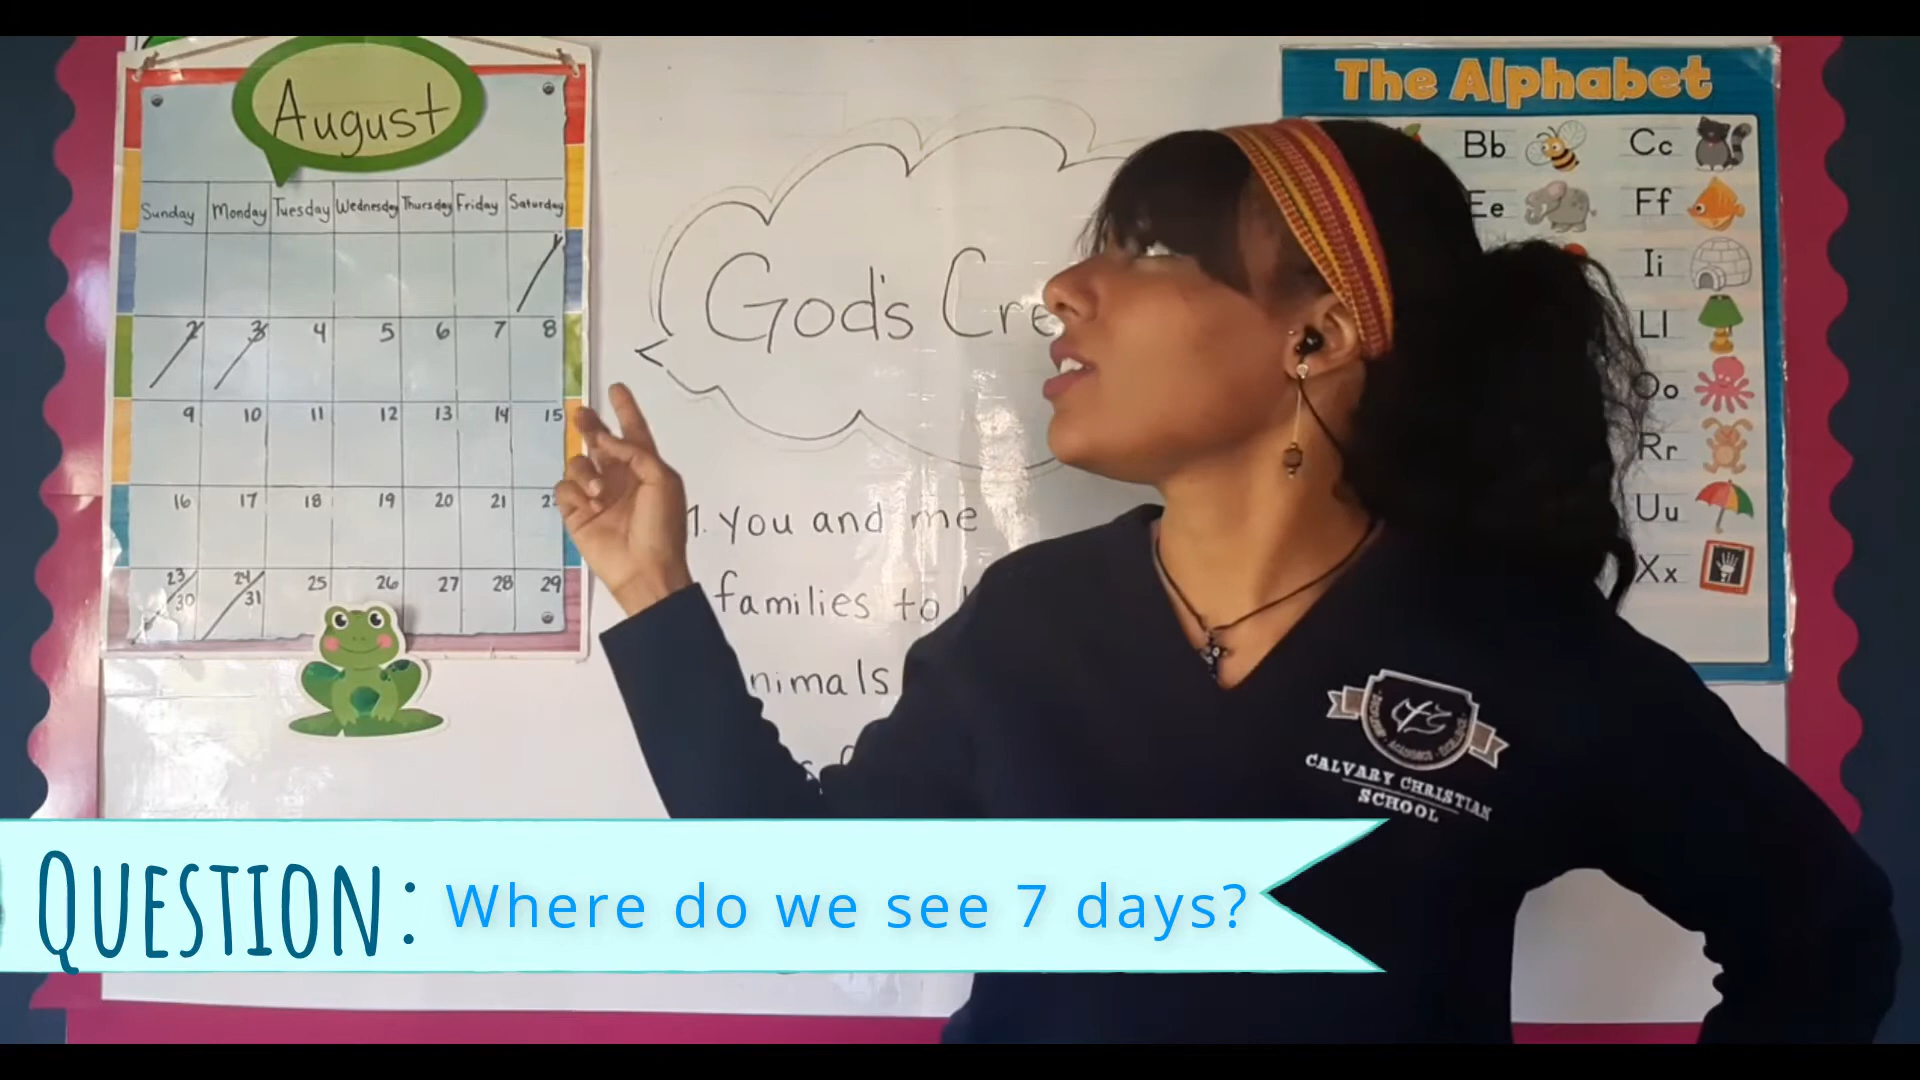 August
Sunday Monday Tuesday Wednesday Thursday Friday Saturday
1
2 3 4 5 6 7 8
9 10 11 12 13 14 15
16 17 18 19 20 21
23 24 25 26 27 28 29
30 31
God's Cre
1. You and me
families to
nimals
The Alphabet
Bb Cc
Ee Ff
Ii
Ll
Oo
Rr
Uu
Xx
CALVARY CHRISTIAN
SCHOOL
QUESTION: Where do we see 7 days?